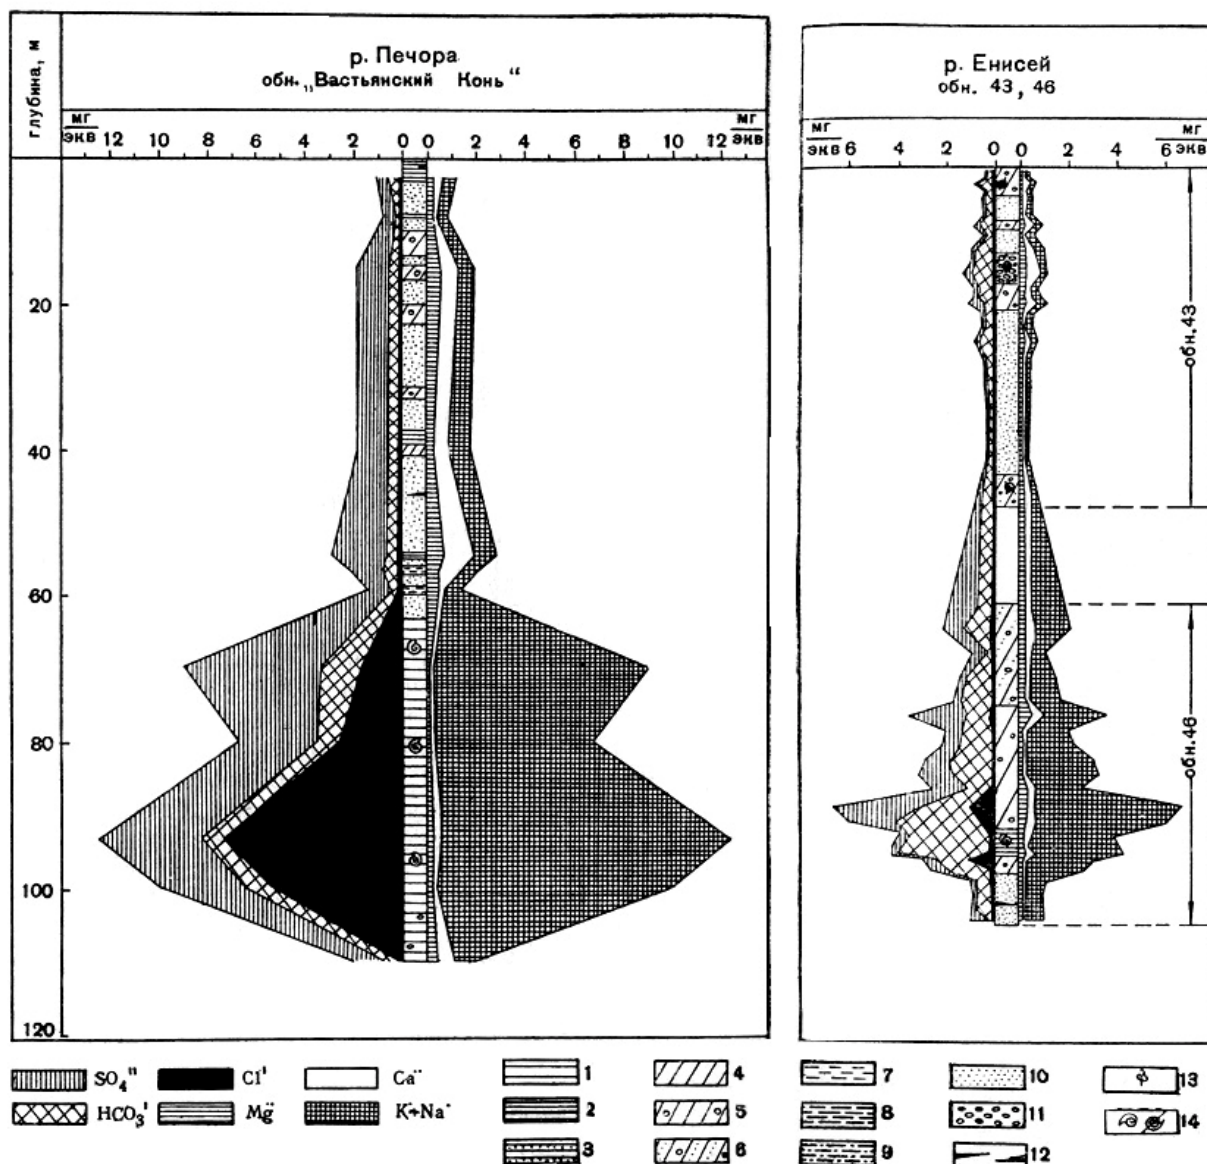 глубина, м
р. Печора
обн. „Вастьянский Конь“
мг
экв 12 10 8 6 4 2 0 0 2 4 6 8 10 12 мг
экв
20
40
60
80
100
120
р. Енисей
обн. 43, 46
мг
экв 6 4 2 0 0 2 4 6 мг
экв
обн. 43
обн. 46
SO₄" Cl' Ca¨ 1 4 7 10 13
HCO₃' Mg¨ K˙+Na˙ 2 5 8 11 14
3 6 9 12